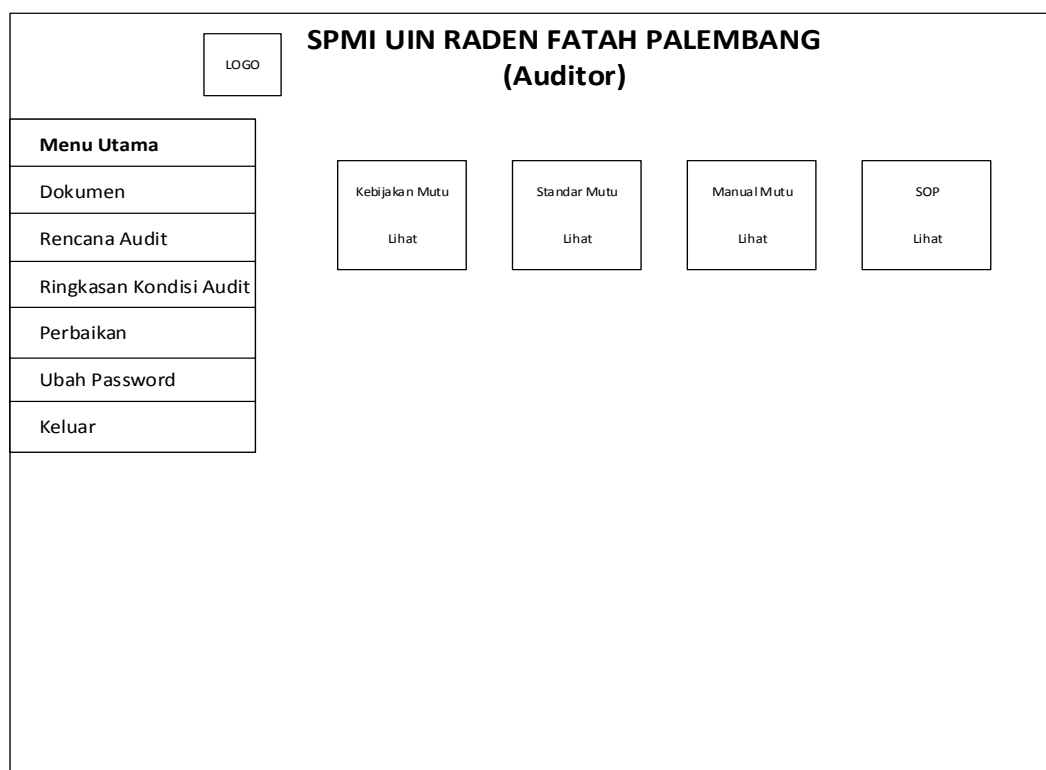 LOGO
SPMI UIN RADEN FATAH PALEMBANG
(Auditor)
Menu Utama
Dokumen
Rencana Audit
Ringkasan Kondisi Audit
Perbaikan
Ubah Password
Keluar
Kebijakan Mutu
Lihat
Standar Mutu
Lihat
Manual Mutu
Lihat
SOP
Lihat